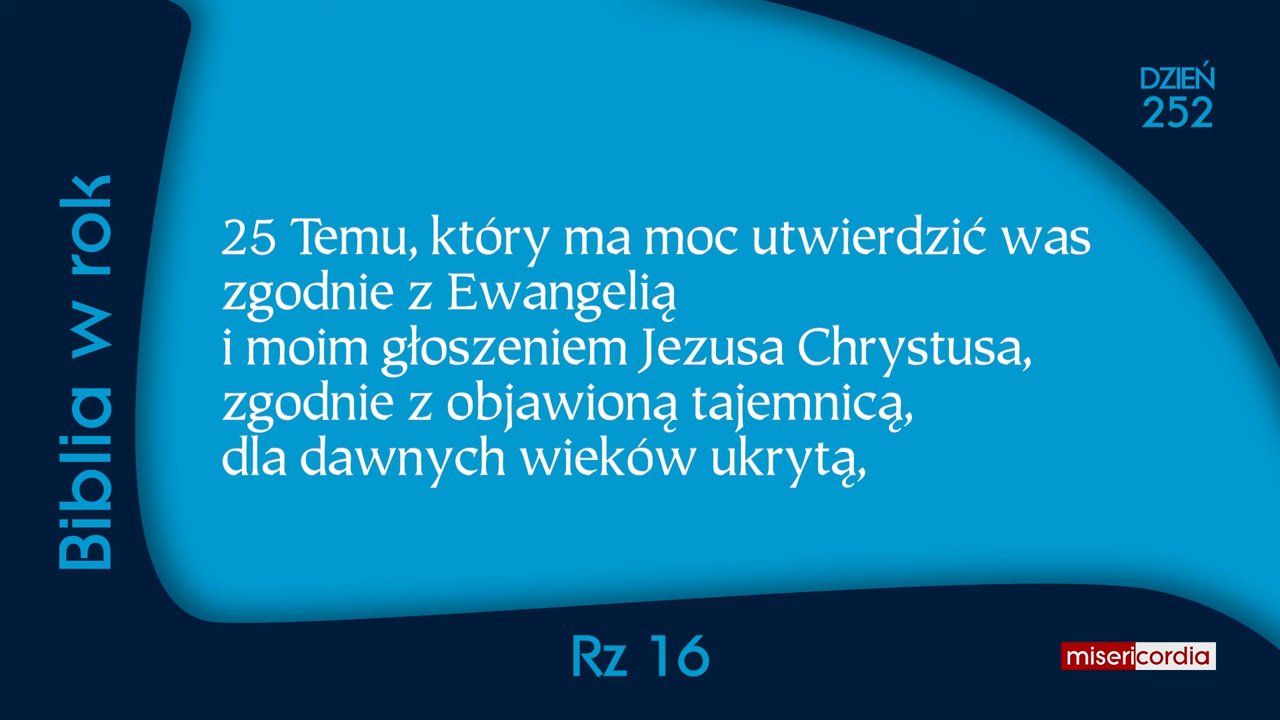 DZIEŃ
252
Biblia w rok
25 Temu, który ma moc utwierdzić was
zgodnie z Ewangelią
i moim głoszeniem Jezusa Chrystusa,
zgodnie z objawioną tajemnicą,
dla dawnych wieków ukrytą,
Rz 16
misericordia